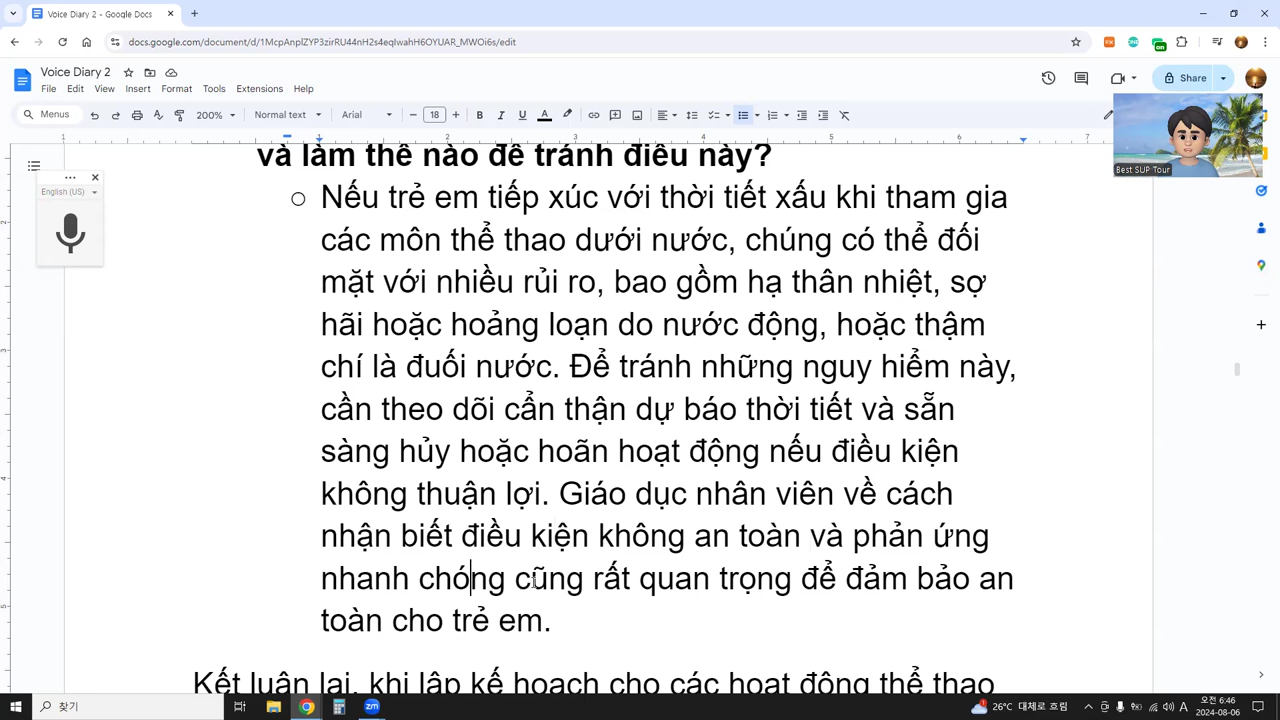 Voice Diary 2 - Google Docs
docs.google.com/document/d/1McpAnplZYP3zirRU44nH2s4eqIwahH6OYUAR_MWOi6s/edit
Voice Diary 2
File Edit View Insert Format Tools Extensions Help
Share
Menus 200% Normal text Arial 18
1 1 2 3 4 5 6 7
Best SUP Tour
English (US)
và làm thế nào để tránh điều này?
Nếu trẻ em tiếp xúc với thời tiết xấu khi tham gia
các môn thể thao dưới nước, chúng có thể đối
mặt với nhiều rủi ro, bao gồm hạ thân nhiệt, sợ
hãi hoặc hoảng loạn do nước động, hoặc thậm
chí là đuối nước. Để tránh những nguy hiểm này,
cần theo dõi cẩn thận dự báo thời tiết và sẵn
sàng hủy hoặc hoãn hoạt động nếu điều kiện
không thuận lợi. Giáo dục nhân viên về cách
nhận biết điều kiện không an toàn và phản ứng
nhanh chóng cũng rất quan trọng để đảm bảo an
toàn cho trẻ em.
Kết luận lại, khi lập kế hoạch cho các hoạt động thể thao
찾기
26°C 대체로 흐림
오전 6:46
2024-08-06